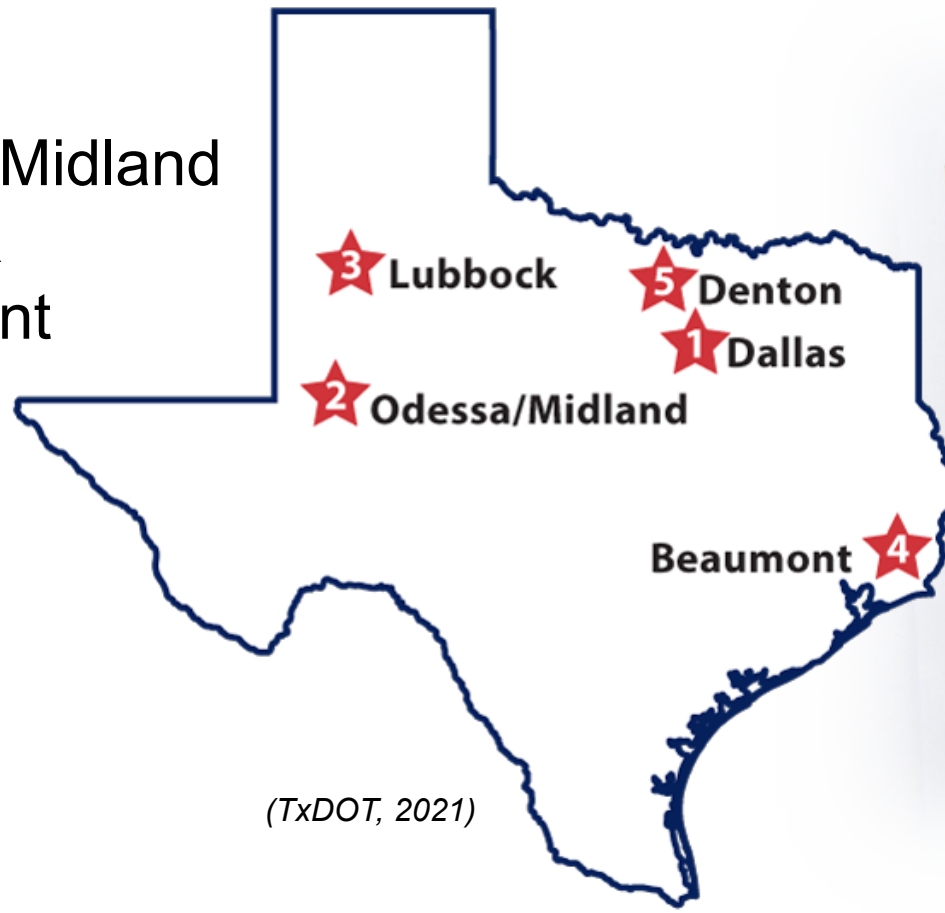 Midland
nt
3 Lubbock
5 Denton
1 Dallas
2 Odessa/Midland
Beaumont 4
(TxDOT, 2021)